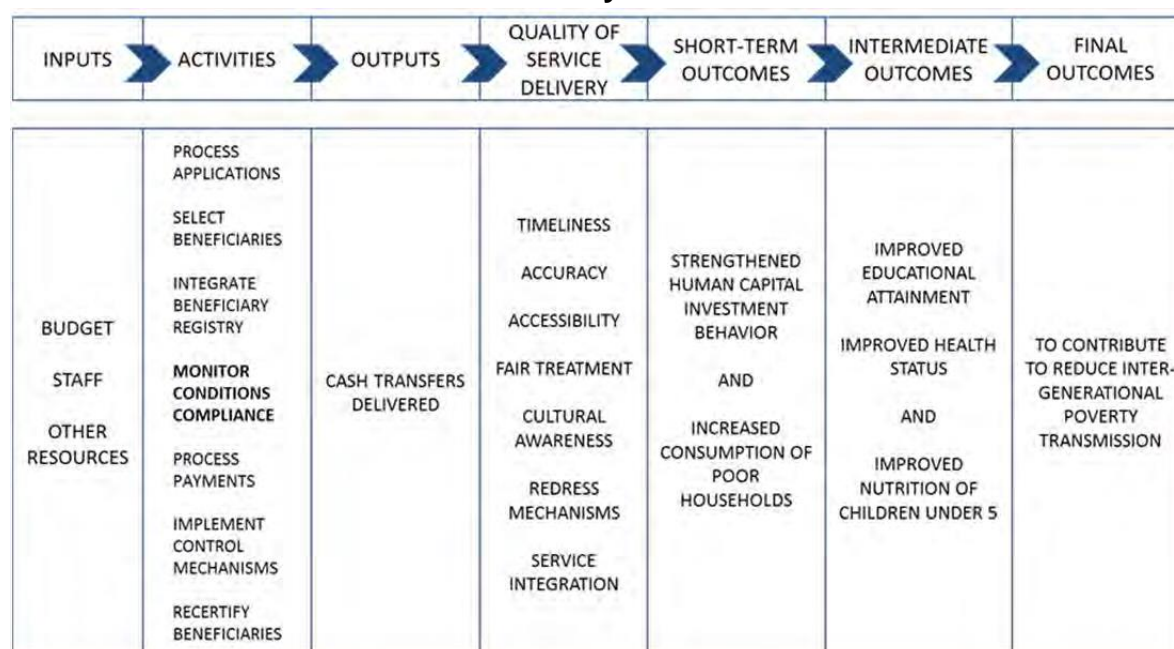 INPUTS
ACTIVITIES
OUTPUTS
QUALITY OF
SERVICE
DELIVERY
SHORT-TERM
OUTCOMES
INTERMEDIATE
OUTCOMES
FINAL
OUTCOMES
BUDGET
STAFF
OTHER
RESOURCES
PROCESS
APPLICATIONS
SELECT
BENEFICIARIES
INTEGRATE
BENEFICIARY
REGISTRY
MONITOR
CONDITIONS
COMPLIANCE
PROCESS
PAYMENTS
IMPLEMENT
CONTROL
MECHANISMS
RECERTIFY
BENEFICIARIES
CASH TRANSFERS
DELIVERED
TIMELINESS
ACCURACY
ACCESSIBILITY
FAIR TREATMENT
CULTURAL
AWARENESS
REDRESS
MECHANISMS
SERVICE
INTEGRATION
STRENGTHENED
HUMAN CAPITAL
INVESTMENT
BEHAVIOR
AND
INCREASED
CONSUMPTION OF
POOR
HOUSEHOLDS
IMPROVED
EDUCATIONAL
ATTAINMENT
IMPROVED HEALTH
STATUS
AND
IMPROVED
NUTRITION OF
CHILDREN UNDER 5
TO CONTRIBUTE
TO REDUCE INTER-
GENERATIONAL
POVERTY
TRANSMISSION